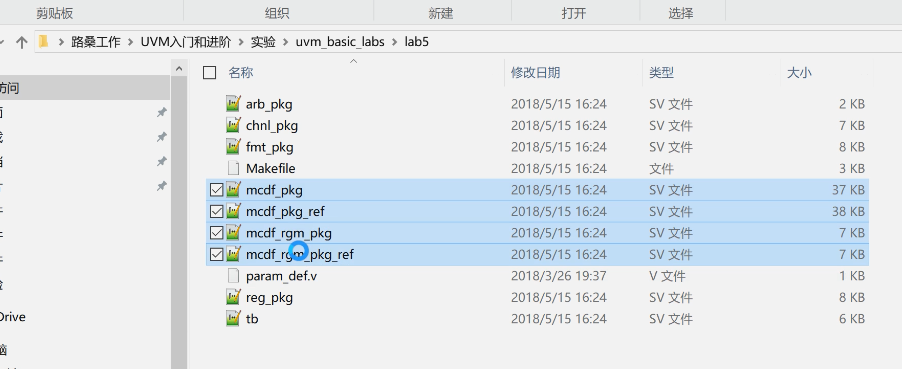 剪贴板 组织 新建 打开 选择
路桑工作 › UVM入门和进阶 › 实验 › uvm_basic_labs › lab5
名称 修改日期 类型 大小
访问
arb_pkg 2018/5/15 16:24 SV 文件 2 KB
chnl_pkg 2018/5/15 16:24 SV 文件 7 KB
fmt_pkg 2018/5/15 16:24 SV 文件 8 KB
Makefile 2018/5/15 16:24 文件 3 KB
mcdf_pkg 2018/5/15 16:24 SV 文件 37 KB
mcdf_pkg_ref 2018/5/15 16:24 SV 文件 38 KB
mcdf_rgm_pkg 2018/5/15 16:24 SV 文件 7 KB
mcdf_rgm_pkg_ref 2018/5/15 16:24 SV 文件 7 KB
param_def.v 2018/3/26 19:37 V 文件 1 KB
reg_pkg 2018/5/15 16:24 SV 文件 8 KB
Drive
tb 2018/5/15 16:24 SV 文件 6 KB